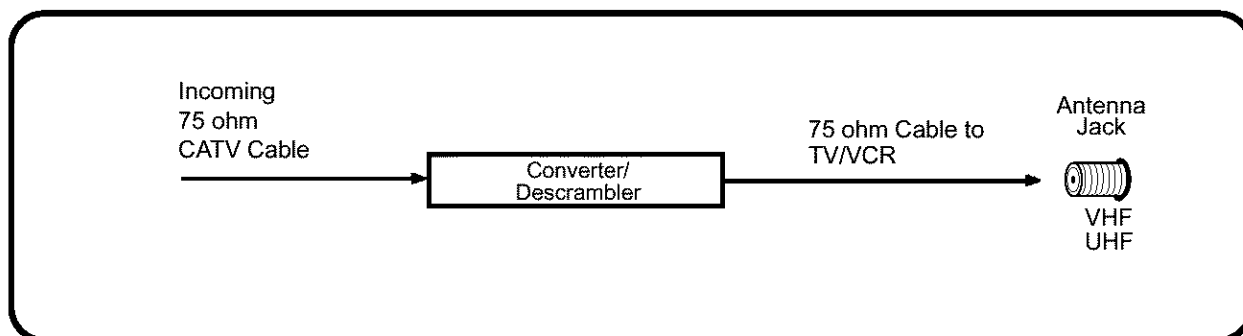 Incoming
75 ohm
CATV Cable
Converter/
Descrambler
75 ohm Cable to
TV/VCR
Antenna
Jack
VHF
UHF